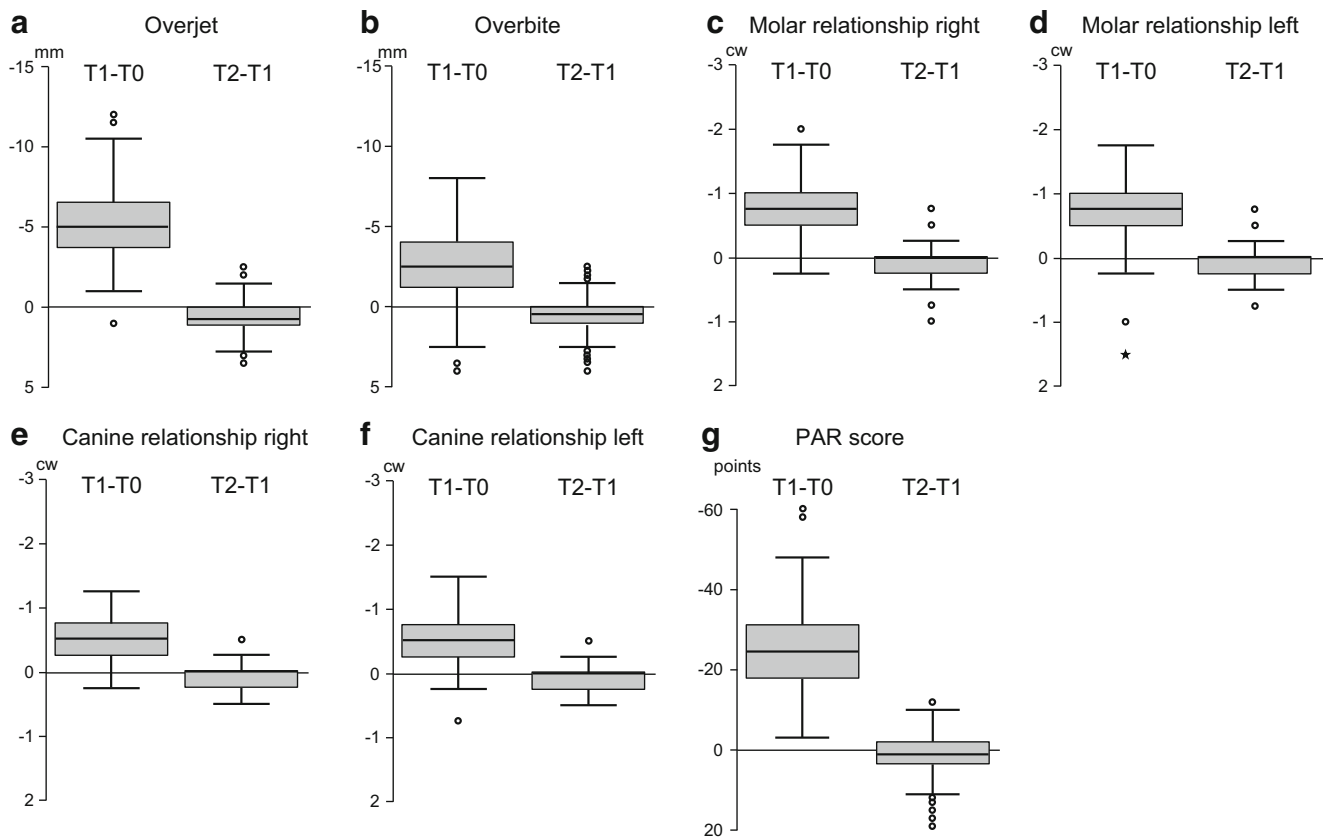 a Overjet
mm
T1-T0 T2-T1
-15
-10
-5
0
5
b Overbite
mm
T1-T0 T2-T1
-15
-10
-5
0
5
c Molar relationship right
cw
T1-T0 T2-T1
-3
-2
-1
0
-1
2
d Molar relationship left
cw
T1-T0 T2-T1
-3
-2
-1
0
1
2
e Canine relationship right
cw
T1-T0 T2-T1
-3
-2
-1
0
1
2
f Canine relationship left
cw
T1-T0 T2-T1
-3
-2
-1
0
-1
2
g PAR score
points
T1-T0 T2-T1
-60
-40
-20
0
20